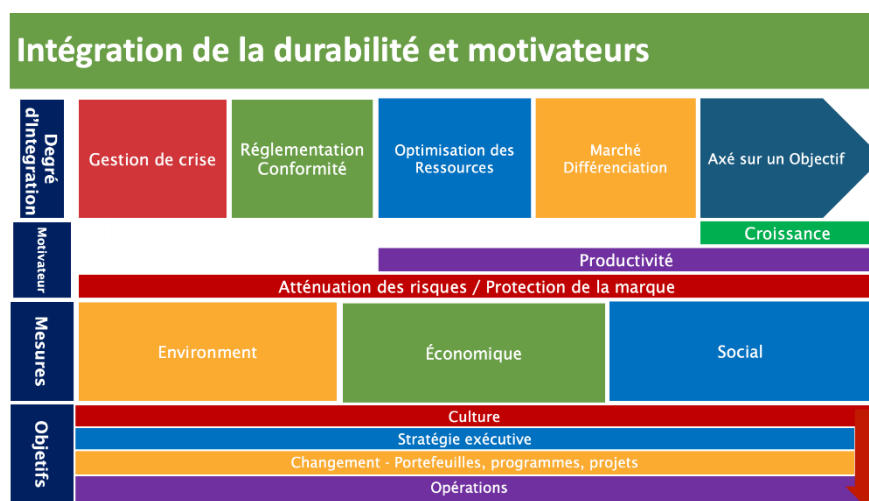 Intégration de la durabilité et motivateurs
Degré
d'Integration
Gestion de crise
Réglementation
Conformité
Optimisation des
Ressources
Marché
Différenciation
Axé sur un Objectif
Motivateur
Croissance
Productivité
Atténuation des risques / Protection de la marque
Mesures
Environment
Économique
Social
Objetifs
Culture
Stratégie exécutive
Changement - Portefeuilles, programmes, projets
Opérations